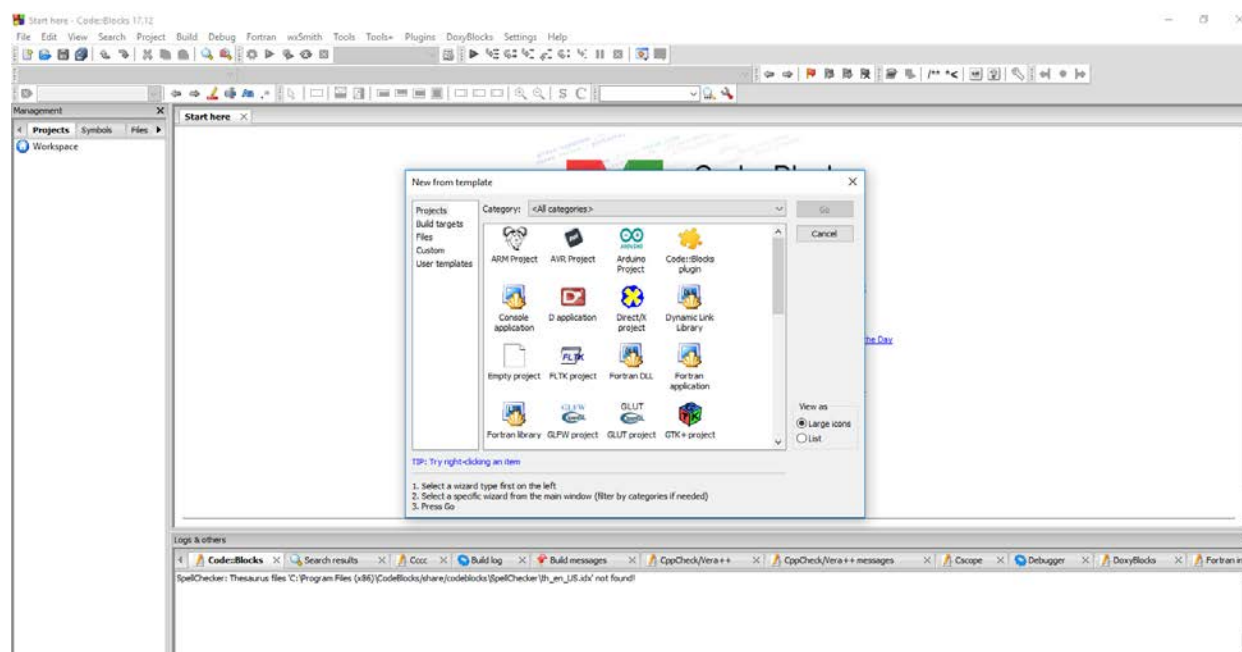 Start here - Code::Blocks 17.12
File Edit View Search Project Build Debug Fortran wxSmith Tools Tools+ Plugins DoxyBlocks Settings Help
/** *<
S C
Management
Start here
Projects Symbols Files
Workspace
New from template
Projects
Build targets
Files
Custom
User templates
Category: <All categories>
Go
Cancel
ARM Project AVR Project Arduino Project Code::Blocks plugin
Console application D application Direct/X project Dynamic Link Library
Empty project FLTK project Fortran DLL Fortran application
Fortran library GLFW project GLUT project GTK+ project
he Day
View as
Large icons
List
TIP: Try right-clicking an item
1. Select a wizard type first on the left
2. Select a specific wizard from the main window (filter by categories if needed)
3. Press Go
Logs & others
Code::Blocks Search results Cccc Build log Build messages CppCheck/Vera++ CppCheck/Vera++ messages Cscope Debugger DoxyBlocks Fortran in
SpellChecker: Thesaurus files 'C:\Program Files (x86)\CodeBlocks/share/codeblocks\SpellChecker\th_en_US.idx' not found!